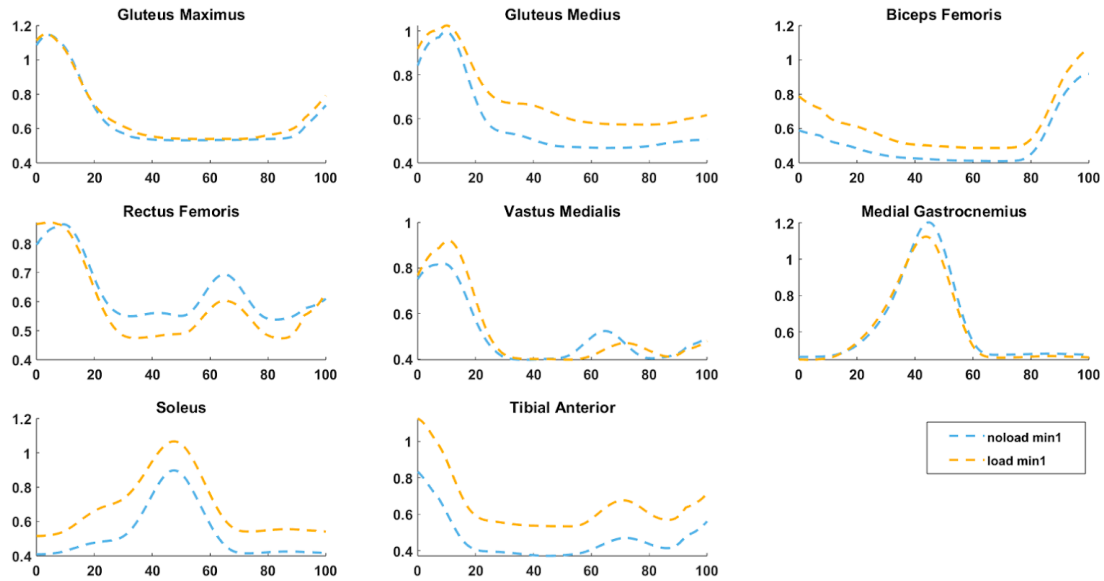 Gluteus Maximus
1.2
1
0.8
0.6
0.4
0 20 40 60 80 100
Gluteus Medius
1
0.8
0.6
0.4
0 20 40 60 80 100
Biceps Femoris
1.2
1
0.8
0.6
0.4
0 20 40 60 80 100
Rectus Femoris
0.8
0.7
0.6
0.5
0.4
0 20 40 60 80 100
Vastus Medialis
1
0.8
0.6
0.4
0 20 40 60 80 100
Medial Gastrocnemius
1.2
1
0.8
0.6
0 20 40 60 80 100
Soleus
1.2
1
0.8
0.6
0.4
0 20 40 60 80 100
Tibial Anterior
1
0.8
0.6
0.4
0 20 40 60 80 100
noload min1
load min1